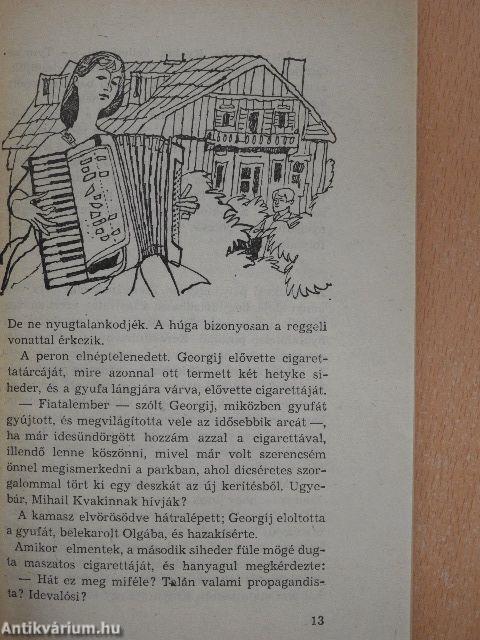 De ne nyugtalankodjék. A húga bizonyosan a reggeli
vonattal érkezik.
A peron elnéptelenedett. Georgij elővette cigaret-
tatárcáját, mire azonnal ott termett két hetyke si-
heder, és a gyufa lángjára várva, elővette cigarettáját.
— Fiatalember — szólt Georgij, miközben gyufát
gyújtott, és megvilágította vele az idősebbik arcát —,
ha már idesündörgött hozzám azzal a cigarettával,
illendő lenne köszönni, mivel már volt szerencsém
önnel megismerkedni a parkban, ahol dicséretes szor-
galommal tört ki egy deszkát az új kerítésből. Ugye-
bár, Mihail Kvakinnak hívják?
A kamasz elvörösödve hátralépett; Georgij eloltotta
a gyufát, belekarolt Olgába, és hazakísérte.
Amikor elmentek, a második siheder füle mögé dug-
ta maszatos cigarettáját, és hanyagul megkérdezte:
— Hát ez meg miféle? Talán valami propagandis-
ta? Idevalósi?
13
Antikvárium.hu